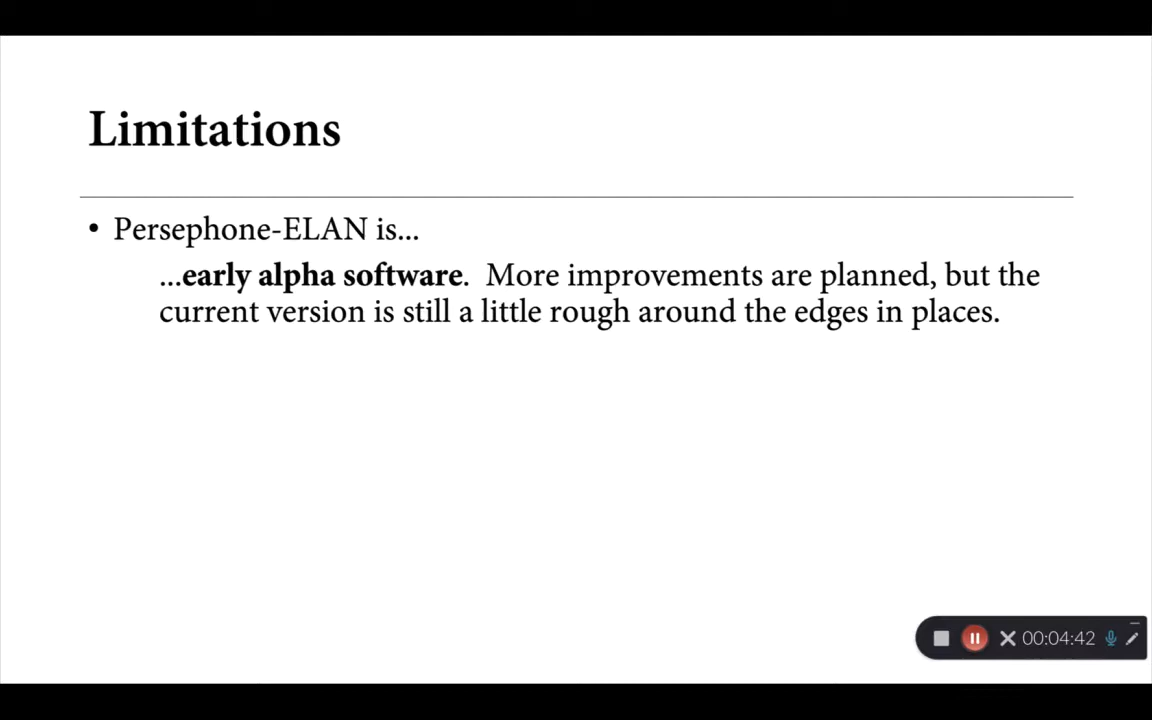 Limitations
• Persephone-ELAN is...
...early alpha software.  More improvements are planned, but the
current version is still a little rough around the edges in places.
00:04:42